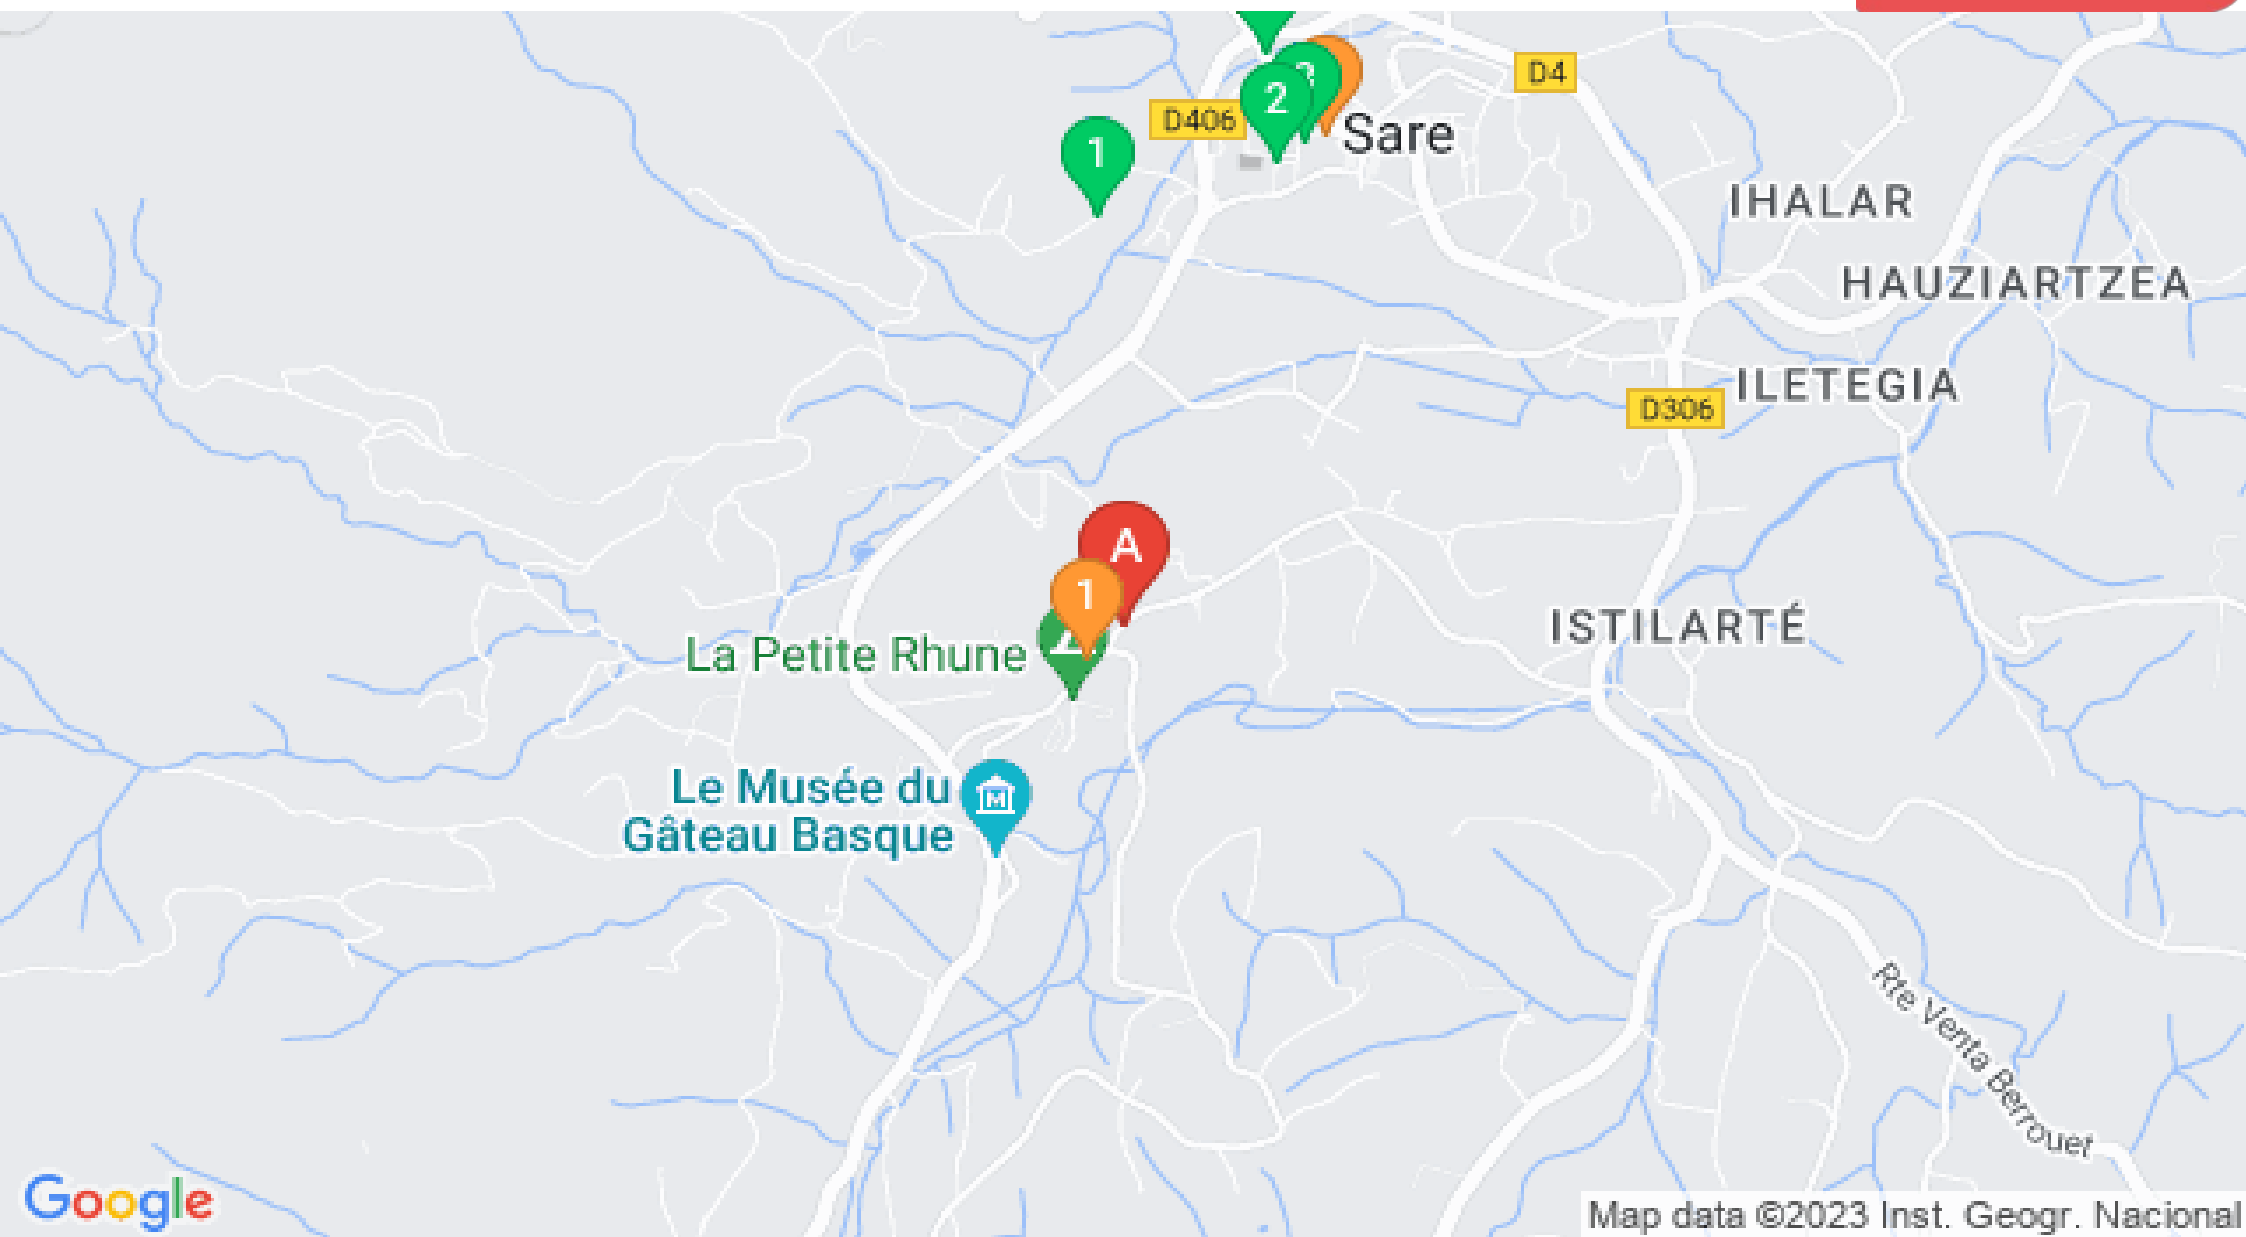 D4
3
2
D406
Sare
1
IHALAR
HAUZIARTZEA
ILETEGIA
D306
A
1
ISTILARTÉ
La Petite Rhune
Le Musée du
Gâteau Basque
M
Rte Venta Berrouet
Google
Map data ©2023 Inst. Geogr. Nacional